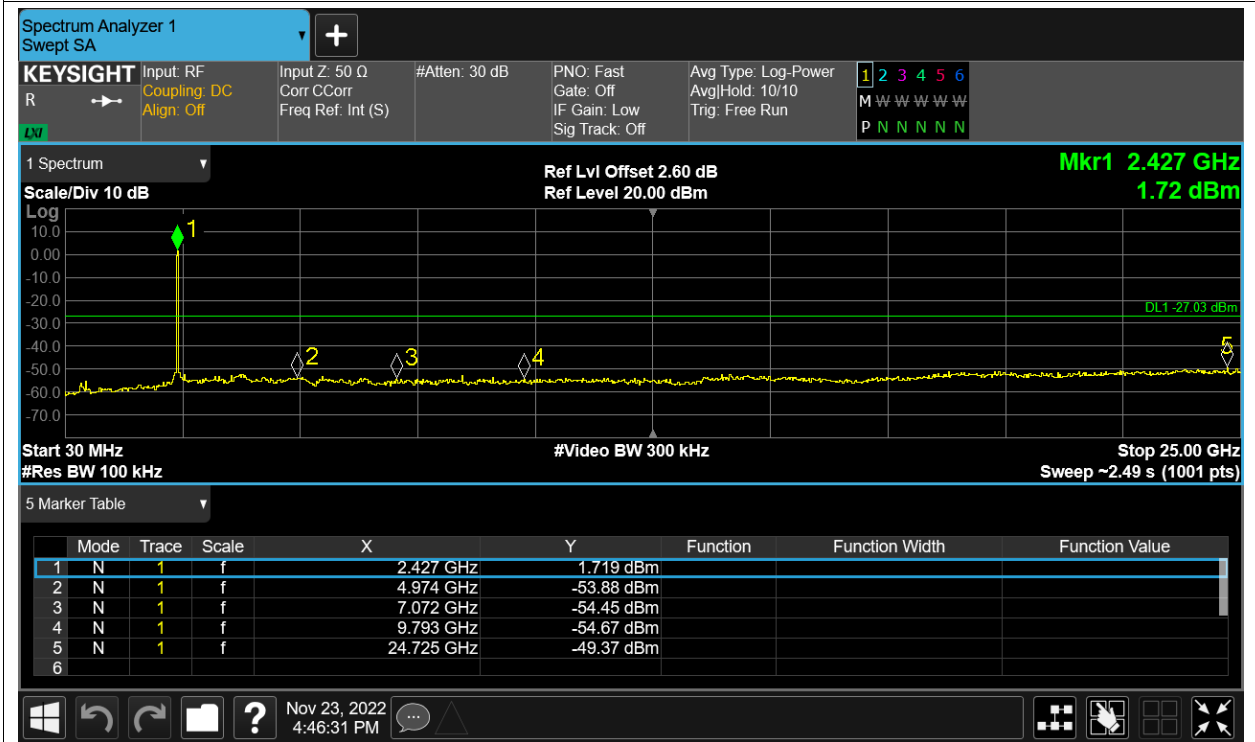 Spectrum Analyzer 1
Swept SA
KEYSIGHT
R
LXI
Input: RF
Coupling: DC
Align: Off
Input Z: 50 Ω
Corr CCorr
Freq Ref: Int (S)
#Atten: 30 dB
PNO: Fast
Gate: Off
IF Gain: Low
Sig Track: Off
Avg Type: Log-Power
Avg|Hold: 10/10
Trig: Free Run
1 2 3 4 5 6
M W W W W W
P N N N N N
1 Spectrum
Scale/Div 10 dB
Ref Lvl Offset 2.60 dB
Ref Level 20.00 dBm
Mkr1 2.427 GHz
1.72 dBm
Log
10.0
0.00
-10.0
-20.0
-30.0
-40.0
-50.0
-60.0
-70.0
1
2
3
4
5
DL1 -27.03 dBm
Start 30 MHz
#Res BW 100 kHz
#Video BW 300 kHz
Stop 25.00 GHz
Sweep ~2.49 s (1001 pts)
5 Marker Table
Mode Trace Scale X Y Function Function Width Function Value
1 N 1 f 2.427 GHz 1.719 dBm
2 N 1 f 4.974 GHz -53.88 dBm
3 N 1 f 7.072 GHz -54.45 dBm
4 N 1 f 9.793 GHz -54.67 dBm
5 N 1 f 24.725 GHz -49.37 dBm
6
?
Nov 23, 2022
4:46:31 PM